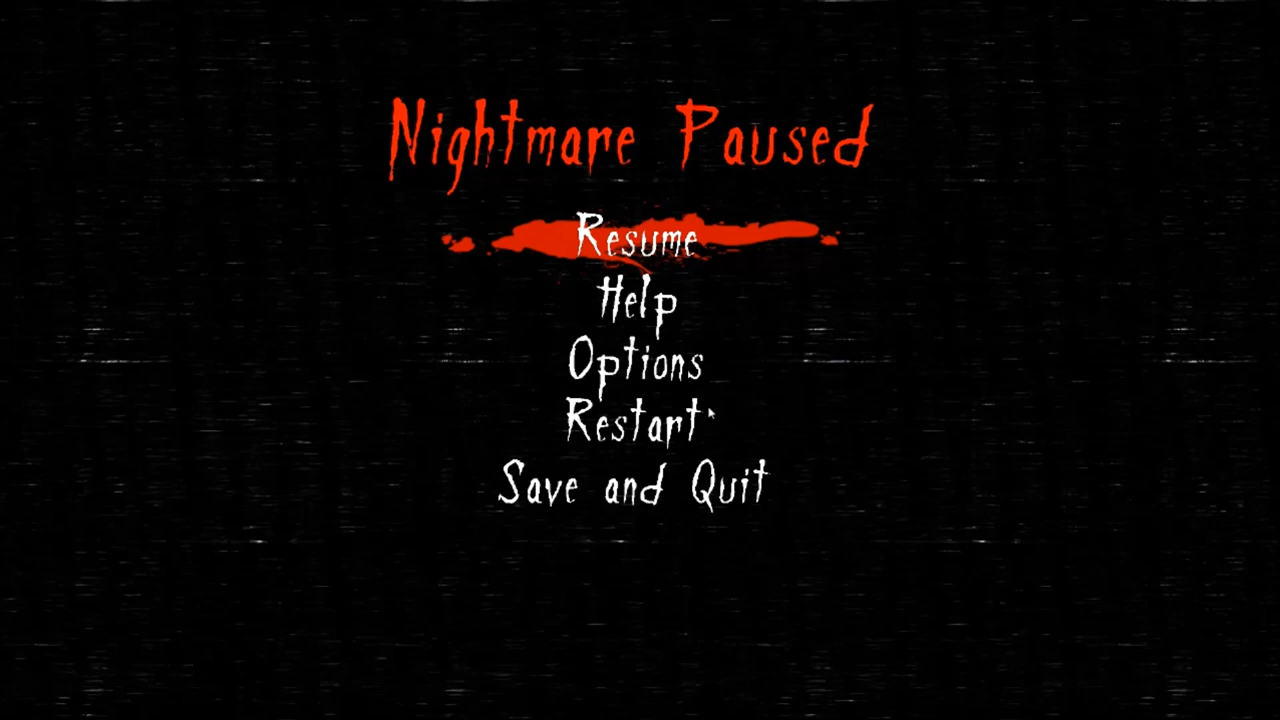 Nightmare Paused
Resume
Help
Options
Restart
Save and Quit